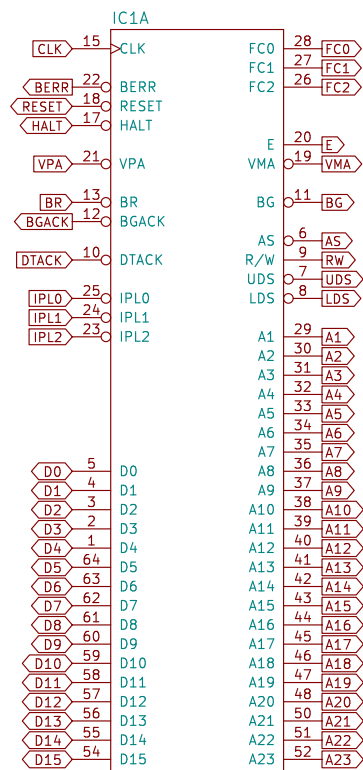 IC1A
CLK 15 CLK FC0 28 FC0
FC1 27 FC1
BERR 22 BERR FC2 26 FC2
RESET 18 RESET
HALT 17 HALT
E 20 E
VPA 21 VPA VMA 19 VMA
BR 13 BR BG 11 BG
BGACK 12 BGACK
AS 6 AS
DTACK 10 DTACK R/W 9 RW
UDS 7 UDS
IPL0 25 IPL0 LDS 8 LDS
IPL1 24 IPL1
IPL2 23 IPL2 A1 29 A1
A2 30 A2
A3 31 A3
A4 32 A4
A5 33 A5
A6 34 A6
A7 35 A7
D0 5 D0 A8 36 A8
D1 4 D1 A9 37 A9
D2 3 D2 A10 38 A10
D3 2 D3 A11 39 A11
D4 1 D4 A12 40 A12
D5 64 D5 A13 41 A13
D6 63 D6 A14 42 A14
D7 62 D7 A15 43 A15
D8 61 D8 A16 44 A16
D9 60 D9 A17 45 A17
D10 59 D10 A18 46 A18
D11 58 D11 A19 47 A19
D12 57 D12 A20 48 A20
D13 56 D13 A21 50 A21
D14 55 D14 A22 51 A22
D15 54 D15 A23 52 A23